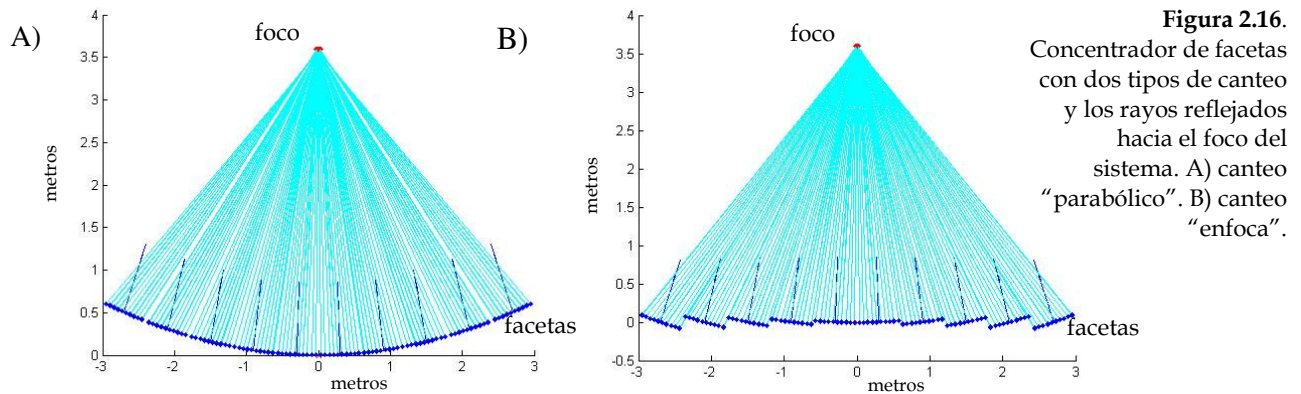 A)
foco
4
3.5
3
2.5
2
1.5
1
0.5
0
metros
facetas
-3
-2
-1
0
1
2
3
metros
B)
foco
4
3.5
3
2.5
2
1.5
1
0.5
0
-0.5
metros
facetas
-3
-2
-1
0
1
2
3
metros
Figura 2.16.
Concentrador de facetas
con dos tipos de canteo
y los rayos reflejados
hacia el foco del
sistema. A) canteo
“parabólico”. B) canteo
“enfoca”.